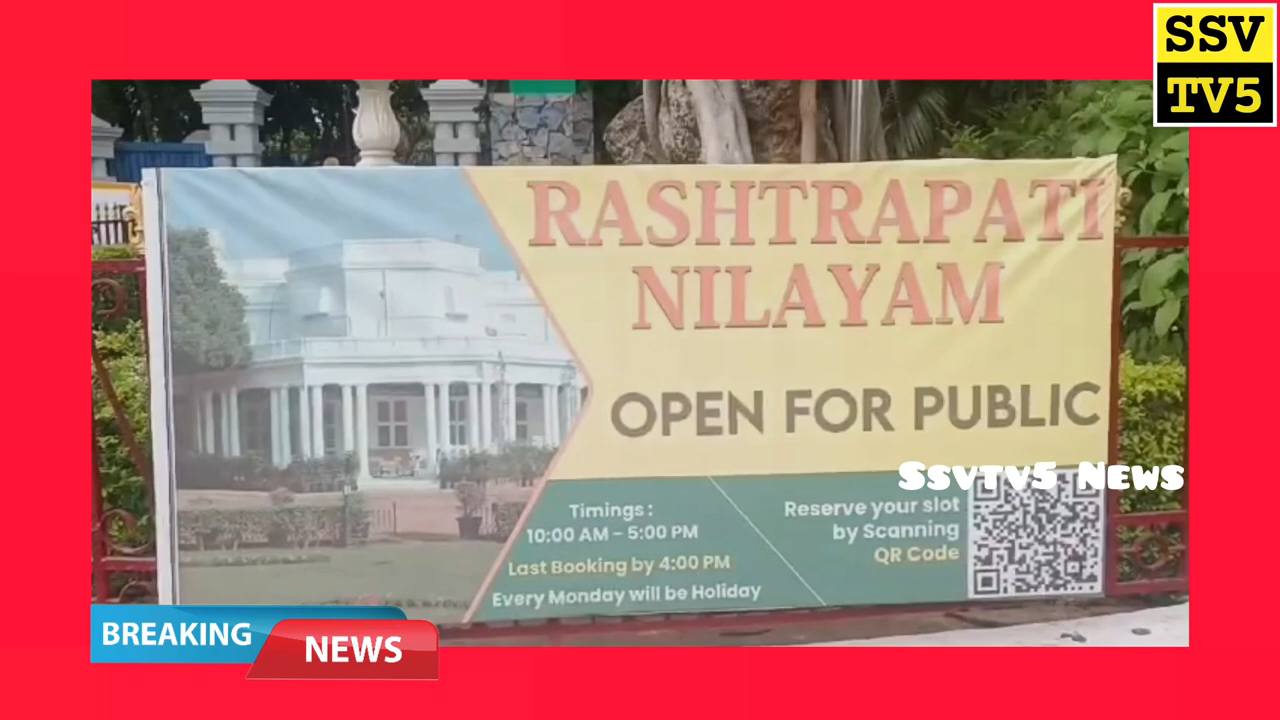 SSV
TV5
RASHTRAPATI
NILAYAM
OPEN FOR PUBLIC
Ssvtv5 News
Timings :
10:00 AM - 5:00 PM
Last Booking by 4:00 PM
Every Monday will be Holiday
Reserve your slot
by Scanning
QR Code
BREAKING
NEWS